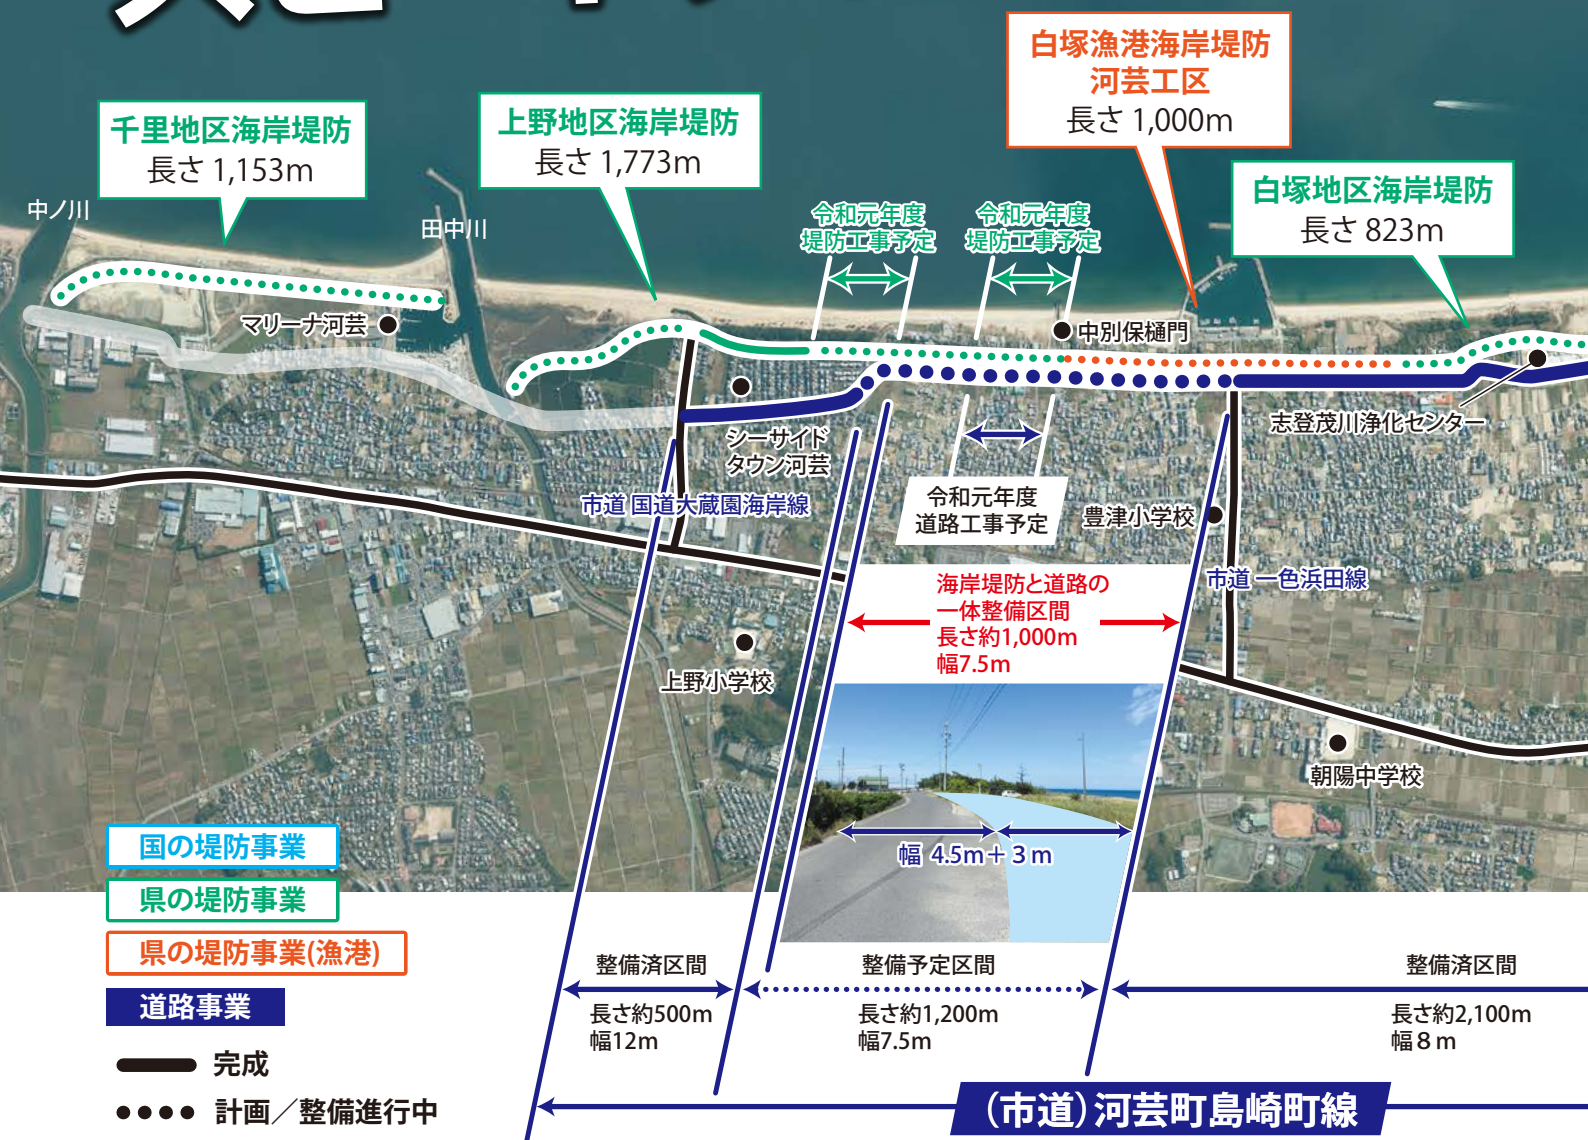 白塚漁港海岸堤防
河芸工区
長さ 1,000m
千里地区海岸堤防
長さ 1,153m
上野地区海岸堤防
長さ 1,773m
白塚地区海岸堤防
長さ 823m
中ノ川
田中川
令和元年度
堤防工事予定
令和元年度
堤防工事予定
マリーナ河芸
中別保樋門
シーサイド
タウン河芸
志登茂川浄化センター
市道 国道大蔵園海岸線
令和元年度
道路工事予定
豊津小学校
市道 一色浜田線
海岸堤防と道路の
一体整備区間
長さ約1,000m
幅7.5m
上野小学校
朝陽中学校
幅 4.5m＋３ｍ
国の堤防事業
県の堤防事業
県の堤防事業(漁港)
道路事業
完成
計画／整備進行中
整備済区間
長さ約500m
幅12m
整備予定区間
長さ約1,200m
幅7.5m
整備済区間
長さ約2,100m
幅８ｍ
（市道）河芸町島崎町線